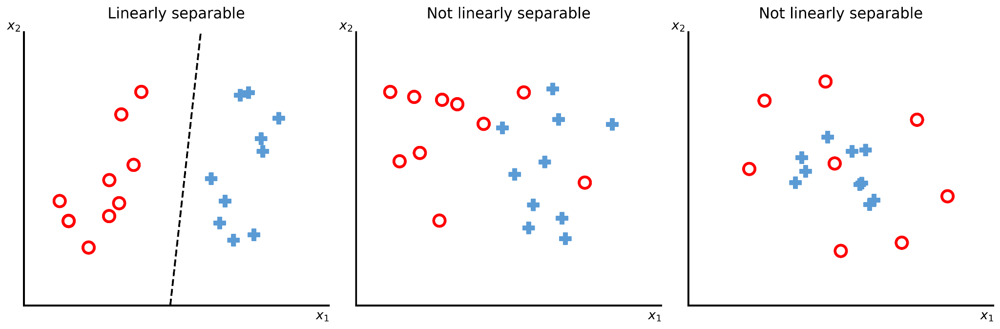 Linearly separable
x₂
x₁
Not linearly separable
x₂
x₁
Not linearly separable
x₂
x₁